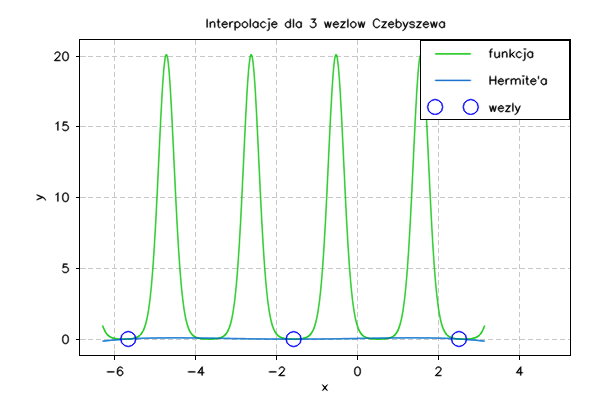 Interpolacje dla 3 wezlow Czebyszewa
funkcja
Hermite'a
wezly
y
20
15
10
5
0
−6 −4 −2 0 2 4
x